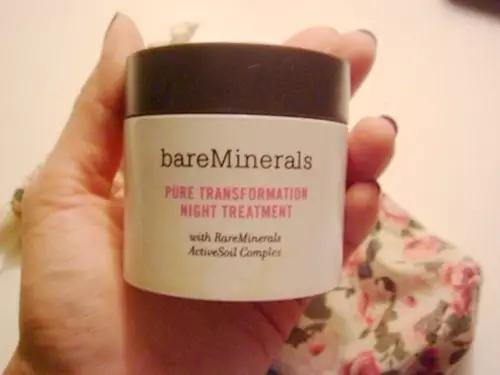 bareMinerals
PURE TRANSFORMATION
NIGHT TREATMENT
with RareMinerals
ActiveSoil Complex